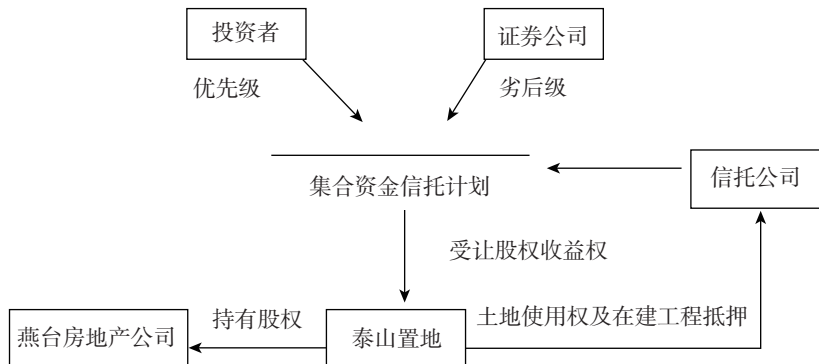 投资者
证券公司
优先级
劣后级
集合资金信托计划
信托公司
受让股权收益权
燕台房地产公司
持有股权
泰山置地
土地使用权及在建工程抵押